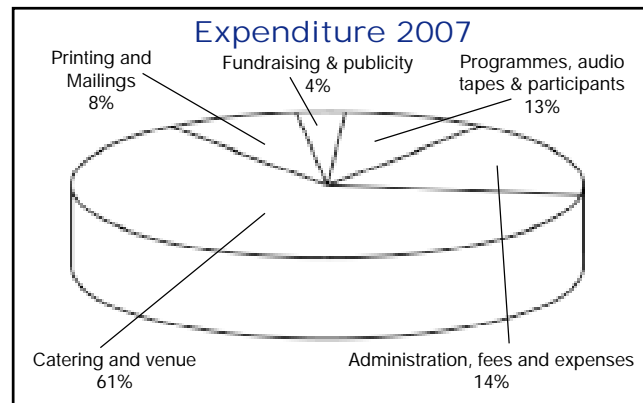 Expenditure 2007
Printing and
Mailings
8%
Fundraising & publicity
4%
Programmes, audio
tapes & participants
13%
Catering and venue
61%
Administration, fees and expenses
14%